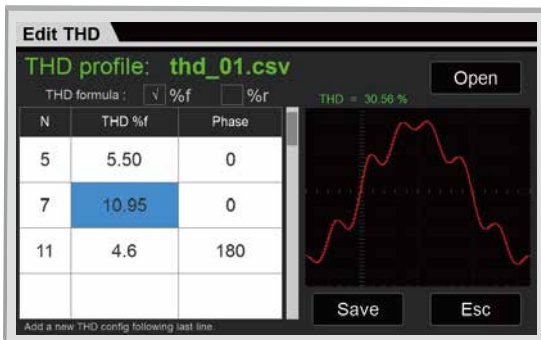 Edit THD
THD profile: thd_01.csv
Open
THD formula : √ %f %r
THD = 30.56 %
N THD %f Phase
5 5.50 0
7 10.95 0
11 4.6 180
Save Esc
Add a new THD config following last line.